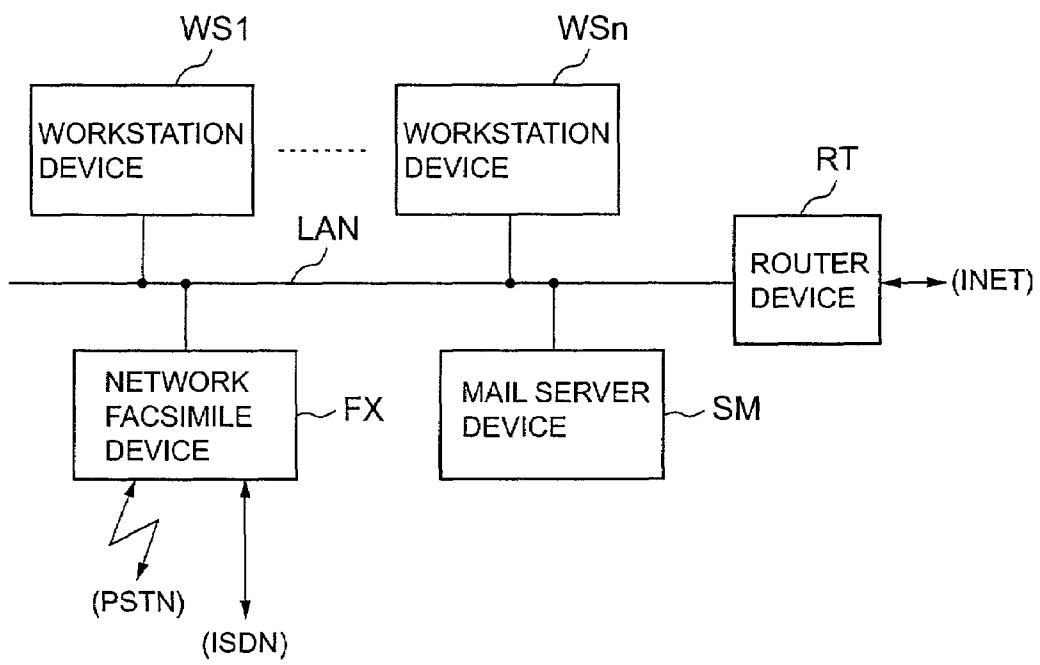 WS1
WSn
WORKSTATION
DEVICE
WORKSTATION
DEVICE
RT
LAN
ROUTER
DEVICE
(INET)
NETWORK
FACSIMILE
DEVICE
FX
MAIL SERVER
DEVICE
SM
(PSTN)
(ISDN)